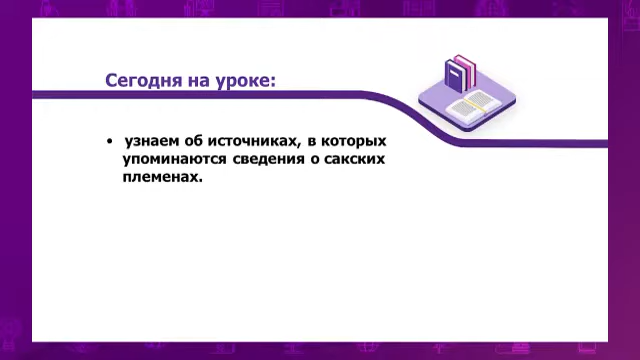 Сегодня на уроке:
• узнаем об источниках, в которых
упоминаются сведения о сакских
племенах.